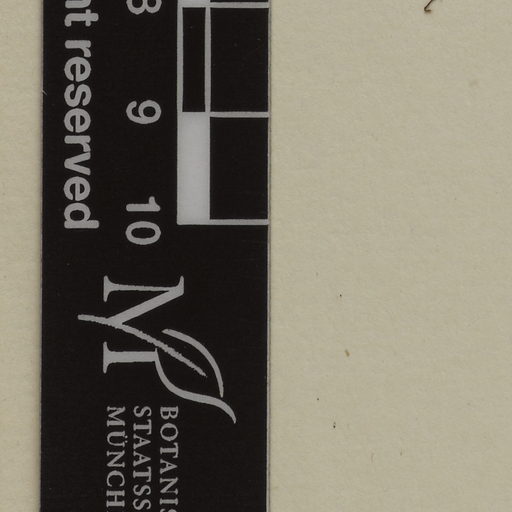 nt reserved
8
9
10
M
BOTANIS
STAATSS
MÜNCH